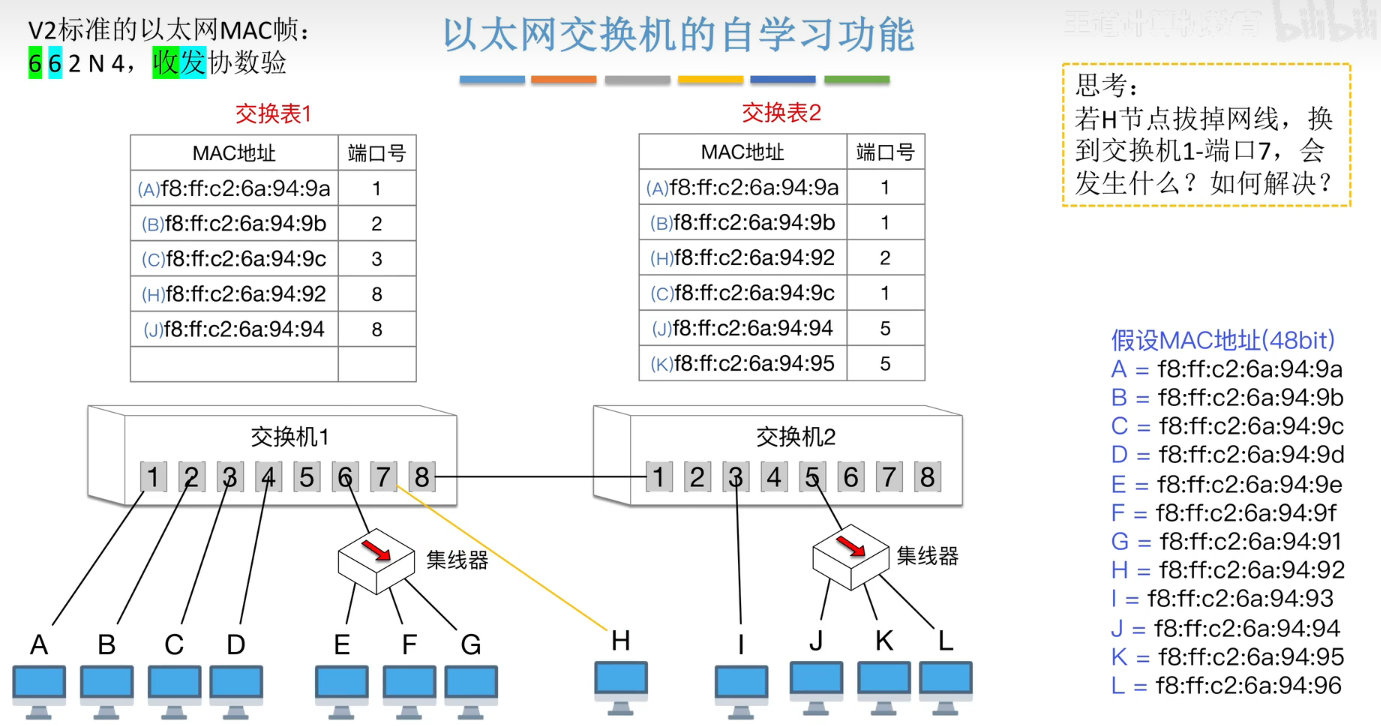 V2标准的以太网MAC帧：
6 6 2 N 4，收发协数验
以太网交换机的自学习功能
王道计算机教育
bilibili
思考：
若H节点拔掉网线，换
到交换机1-端口7，会
发生什么？如何解决？
交换表1
MAC地址 端口号
(A)f8:ff:c2:6a:94:9a 1
(B)f8:ff:c2:6a:94:9b 2
(C)f8:ff:c2:6a:94:9c 3
(H)f8:ff:c2:6a:94:92 8
(J)f8:ff:c2:6a:94:94 8
交换表2
MAC地址 端口号
(A)f8:ff:c2:6a:94:9a 1
(B)f8:ff:c2:6a:94:9b 1
(H)f8:ff:c2:6a:94:92 2
(C)f8:ff:c2:6a:94:9c 1
(J)f8:ff:c2:6a:94:94 5
(K)f8:ff:c2:6a:94:95 5
交换机1
1 2 3 4 5 6 7 8
交换机2
1 2 3 4 5 6 7 8
集线器
集线器
A B C D E F G H I J K L
假设MAC地址(48bit)
A = f8:ff:c2:6a:94:9a
B = f8:ff:c2:6a:94:9b
C = f8:ff:c2:6a:94:9c
D = f8:ff:c2:6a:94:9d
E = f8:ff:c2:6a:94:9e
F = f8:ff:c2:6a:94:9f
G = f8:ff:c2:6a:94:91
H = f8:ff:c2:6a:94:92
I = f8:ff:c2:6a:94:93
J = f8:ff:c2:6a:94:94
K = f8:ff:c2:6a:94:95
L = f8:ff:c2:6a:94:96